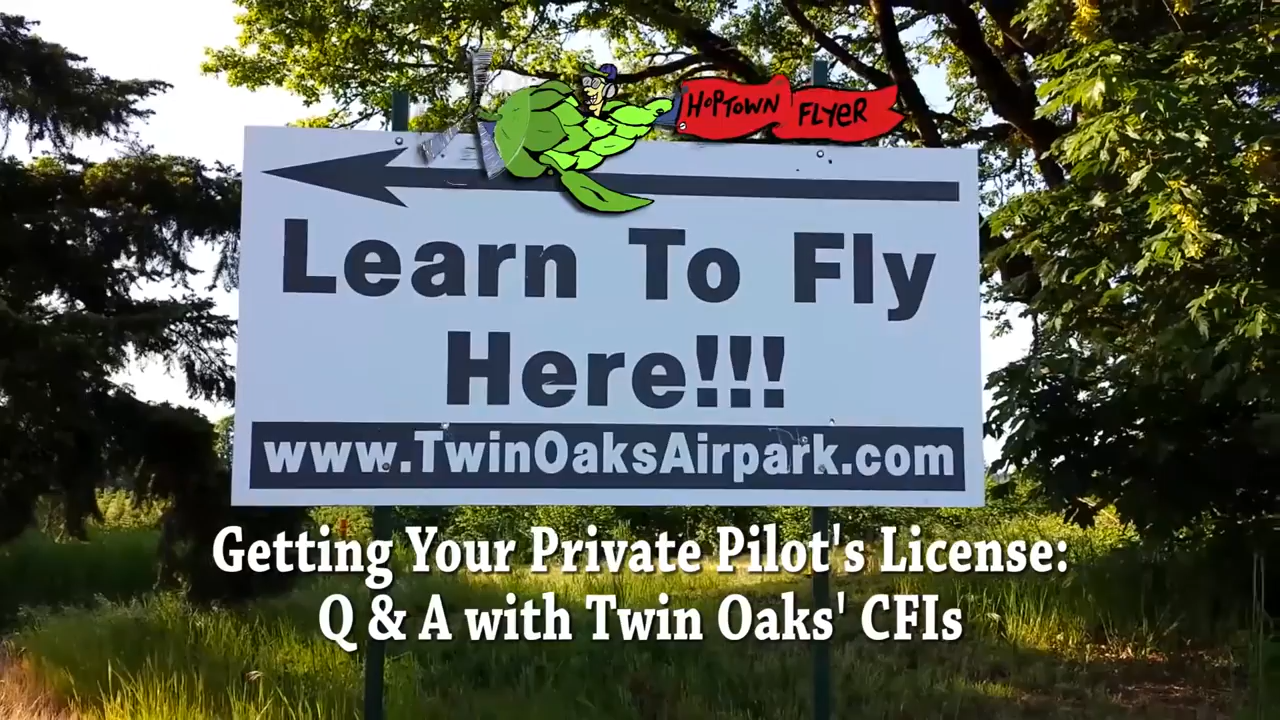 HOPTOWN FLYER
Learn To Fly
Here!!!
www.TwinOaksAirpark.com
Getting Your Private Pilot's License:
Q & A with Twin Oaks' CFIs